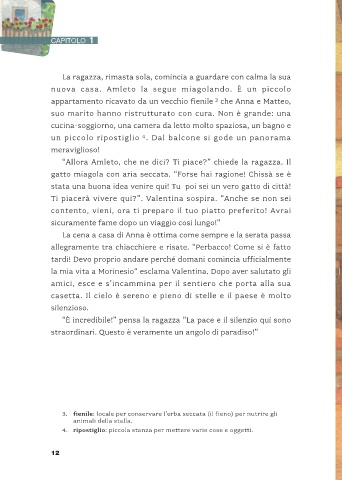 CAPITOLO 1
La ragazza, rimasta sola, comincia a guardare con calma la sua
nuova casa. Amleto la segue miagolando. È un piccolo
appartamento ricavato da un vecchio fienile 3 che Anna e Matteo,
suo marito hanno ristrutturato con cura. Non è grande: una
cucina-soggiorno, una camera da letto molto spaziosa, un bagno e
un piccolo ripostiglio 4. Dal balcone si gode un panorama
meraviglioso!
“Allora Amleto, che ne dici? Ti piace?” chiede la ragazza. Il
gatto miagola con aria seccata. “Forse hai ragione! Chissà se è
stata una buona idea venire qui! Tu poi sei un vero gatto di città!
Ti piacerà vivere qui?”. Valentina sospira. “Anche se non sei
contento, vieni, ora ti preparo il tuo piatto preferito! Avrai
sicuramente fame dopo un viaggio così lungo!”
La cena a casa di Anna è ottima come sempre e la serata passa
allegramente tra chiacchiere e risate. “Perbacco! Come si è fatto
tardi! Devo proprio andare perché domani comincia ufficialmente
la mia vita a Morinesio” esclama Valentina. Dopo aver salutato gli
amici, esce e s’incammina per il sentiero che porta alla sua
casetta. Il cielo è sereno e pieno di stelle e il paese è molto
silenzioso.
“È incredibile!” pensa la ragazza “La pace e il silenzio qui sono
straordinari. Questo è veramente un angolo di paradiso!”
3. fienile: locale per conservare l’erba seccata (il fieno) per nutrire gli
animali della stalla.
4. ripostiglio: piccola stanza per mettere varie cose e oggetti.
12